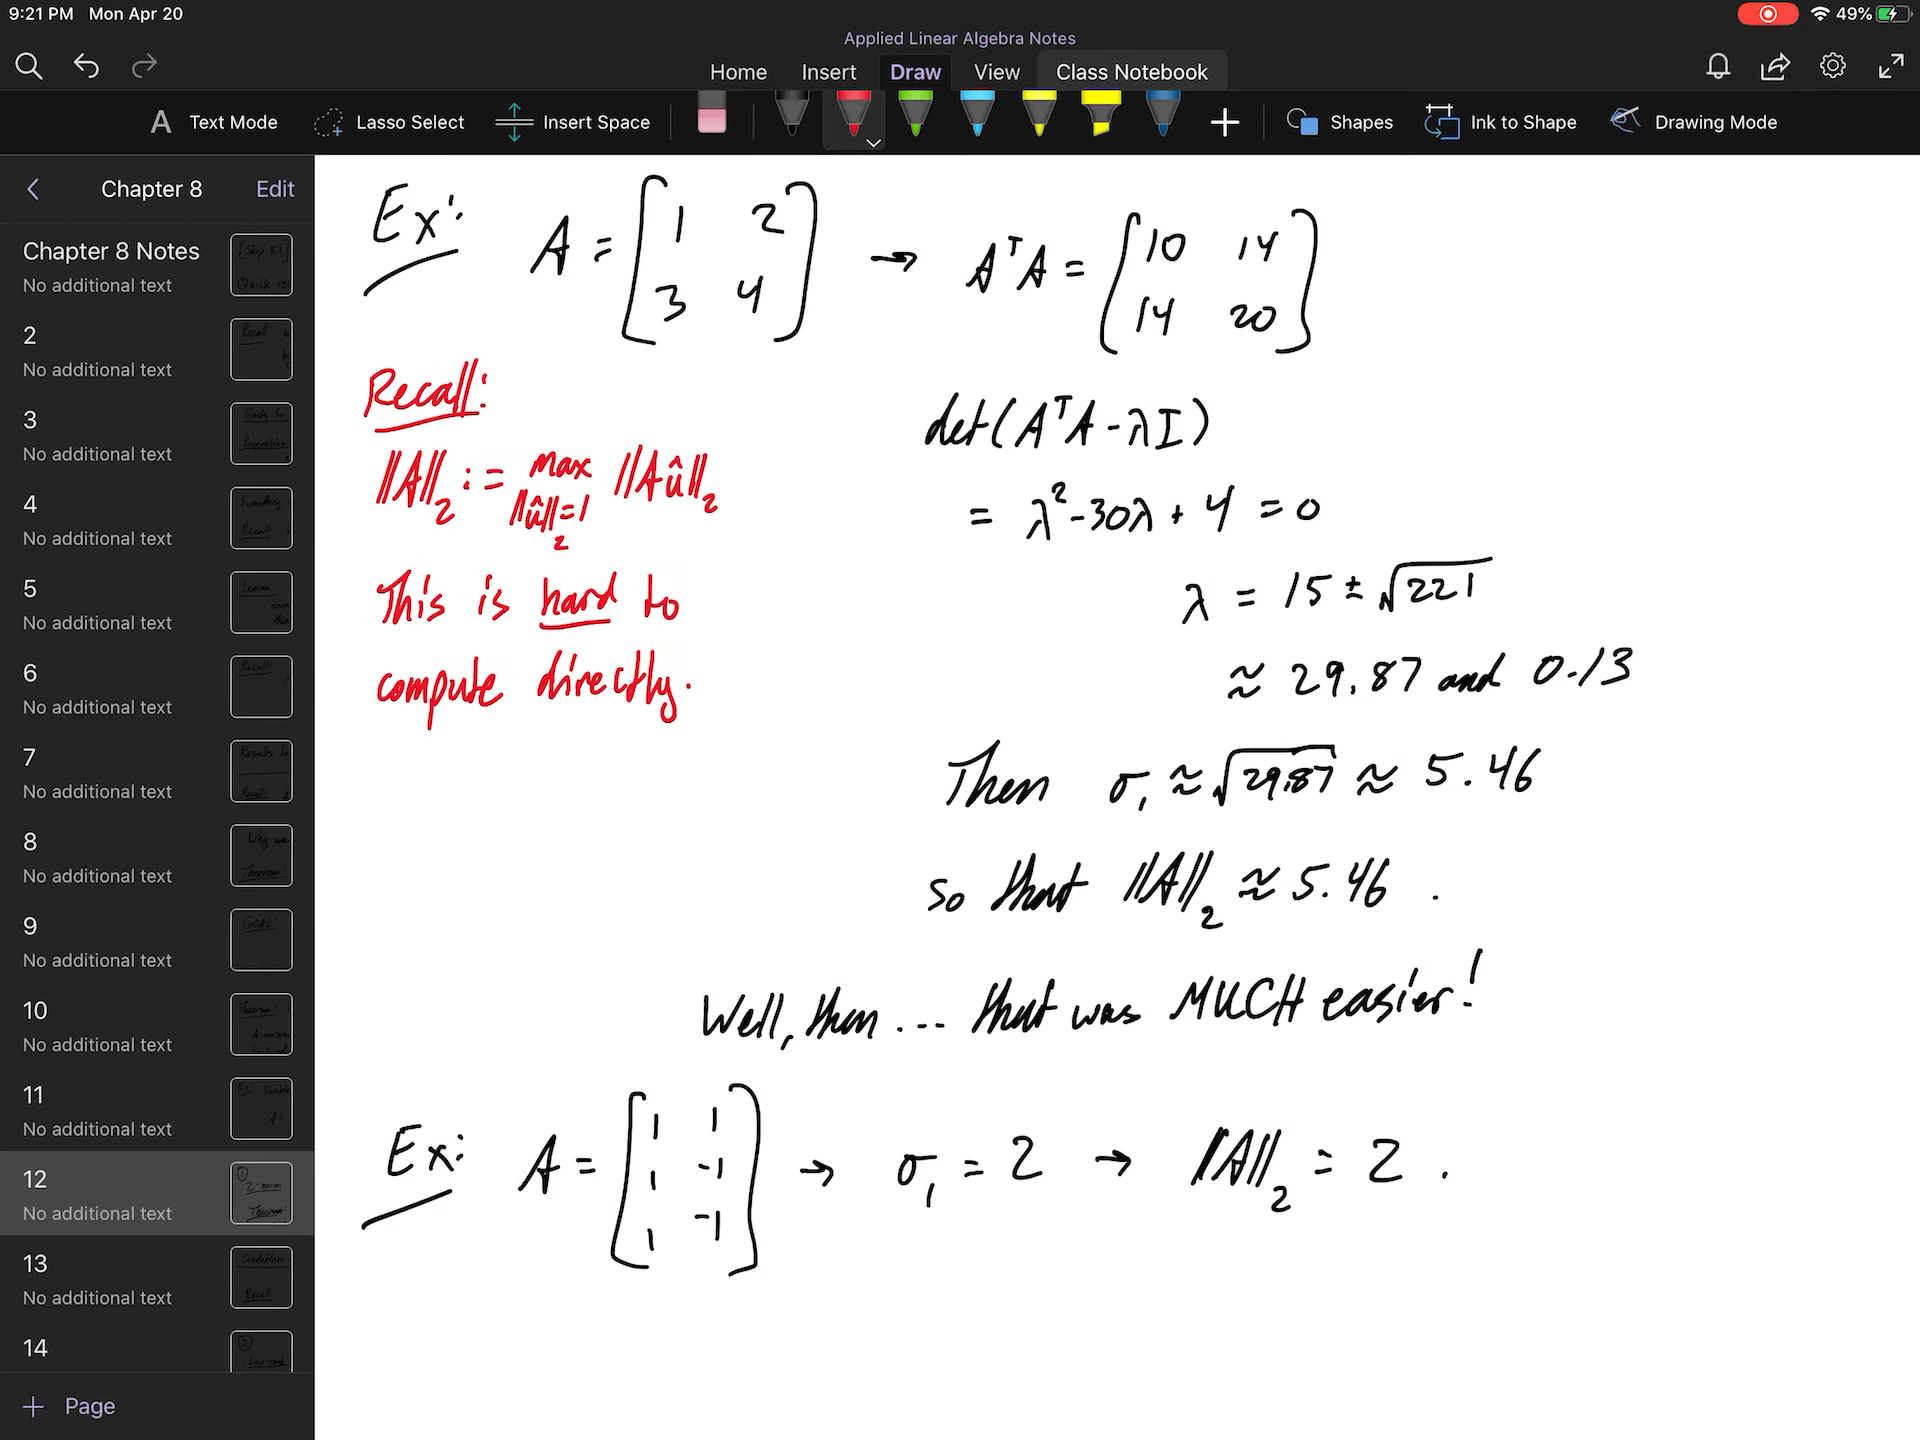 9:21 PM Mon Apr 20
49%
Applied Linear Algebra Notes
Home Insert Draw View Class Notebook
Text Mode Lasso Select Insert Space Shapes Ink to Shape Drawing Mode
Chapter 8 Edit
Chapter 8 Notes
No additional text
2
No additional text
3
No additional text
4
No additional text
5
No additional text
6
No additional text
7
No additional text
8
No additional text
9
No additional text
10
No additional text
11
No additional text
12
No additional text
13
No additional text
14
+ Page
Ex: A = [1 2
3 4] → AᵀA = [10 14
14 20]
Recall:
||A||₂ := max ||Aû||₂
||û||₂=1
This is hard to
compute directly.
det(AᵀA - λI)
= λ² - 30λ + 4 = 0
λ = 15 ± √221
≈ 29.87 and 0.13
Then σ₁ ≈ √29.87 ≈ 5.46
so that ||A||₂ ≈ 5.46 .
Well, then ... that was MUCH easier!
Ex: A = [1 1
1 -1
1 -1] → σ₁ = 2 → ||A||₂ = 2 .